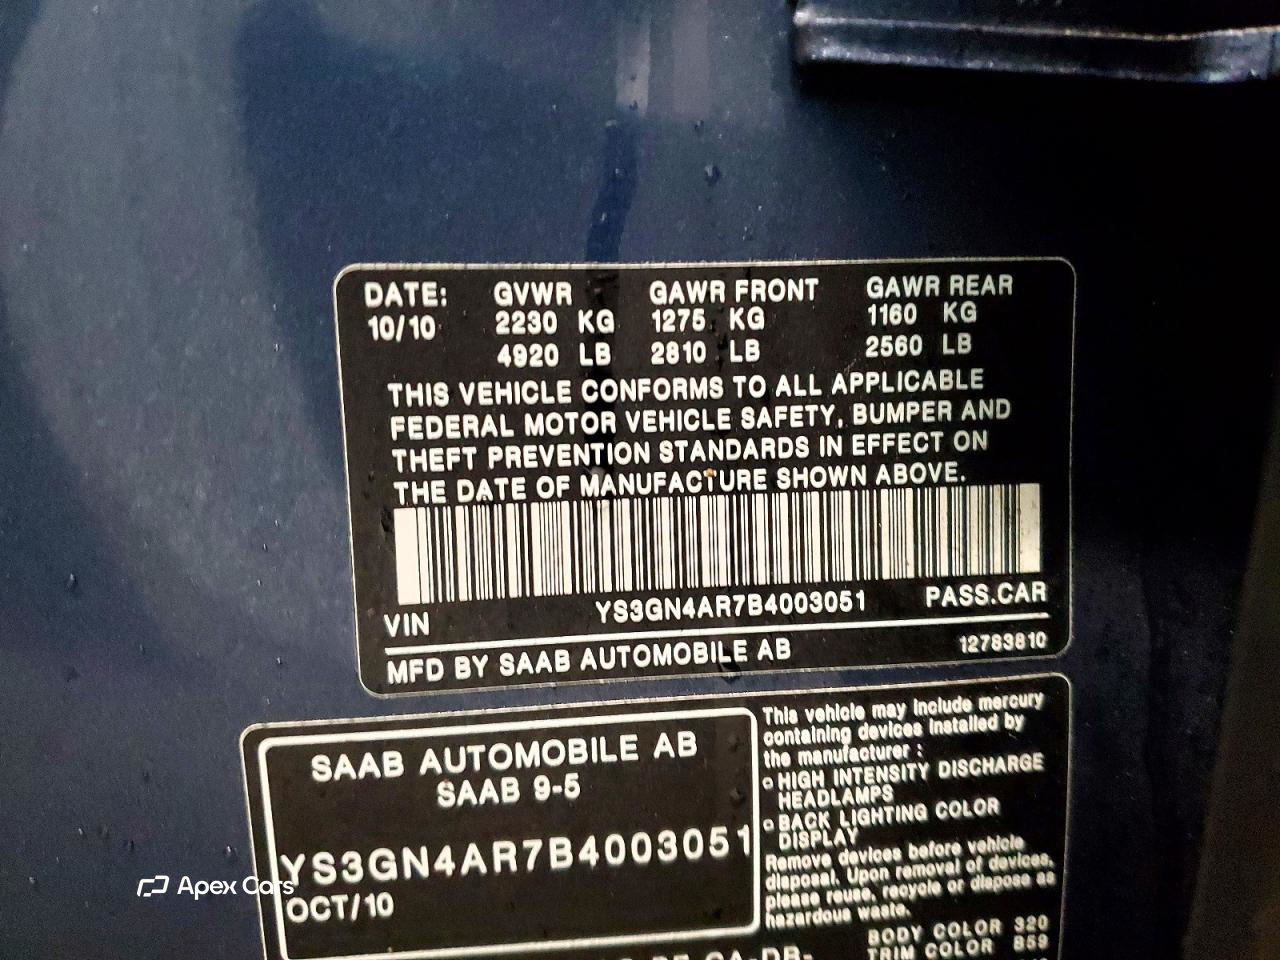 DATE: GVWR GAWR FRONT GAWR REAR
10/10 2230 KG 1275 KG 1160 KG
4920 LB 2810 LB 2560 LB
THIS VEHICLE CONFORMS TO ALL APPLICABLE
FEDERAL MOTOR VEHICLE SAFETY, BUMPER AND
THEFT PREVENTION STANDARDS IN EFFECT ON
THE DATE OF MANUFACTURE SHOWN ABOVE.
VIN YS3GN4AR7B4003051 PASS.CAR
MFD BY SAAB AUTOMOBILE AB 12783810
SAAB AUTOMOBILE AB
SAAB 9-5
YS3GN4AR7B4003051
OCT/10
This vehicle may include mercury
containing devices installed by
the manufacturer :
HIGH INTENSITY DISCHARGE
HEADLAMPS
BACK LIGHTING COLOR
DISPLAY
Remove devices before vehicle
disposal. Upon removal of devices,
please reuse, recycle or dispose as
hazardous waste.
BODY COLOR 320
TRIM COLOR B59
Apex Cars